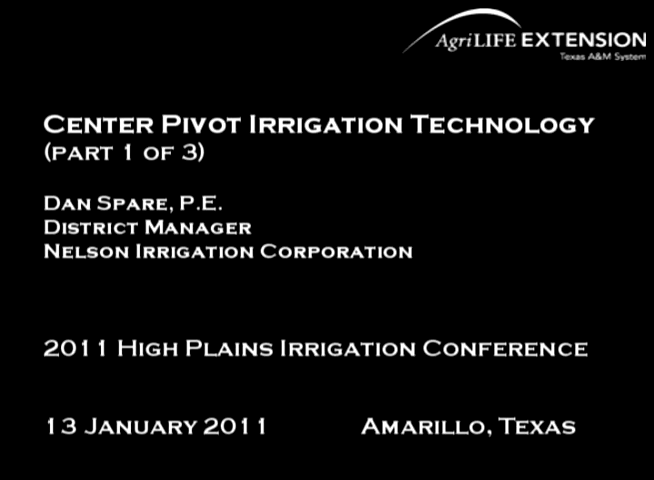 AgriLIFE EXTENSION
Texas A&M System
CENTER PIVOT IRRIGATION TECHNOLOGY
(PART 1 OF 3)
DAN SPARE, P.E.
DISTRICT MANAGER
NELSON IRRIGATION CORPORATION
2011 HIGH PLAINS IRRIGATION CONFERENCE
13 JANUARY 2011 AMARILLO, TEXAS